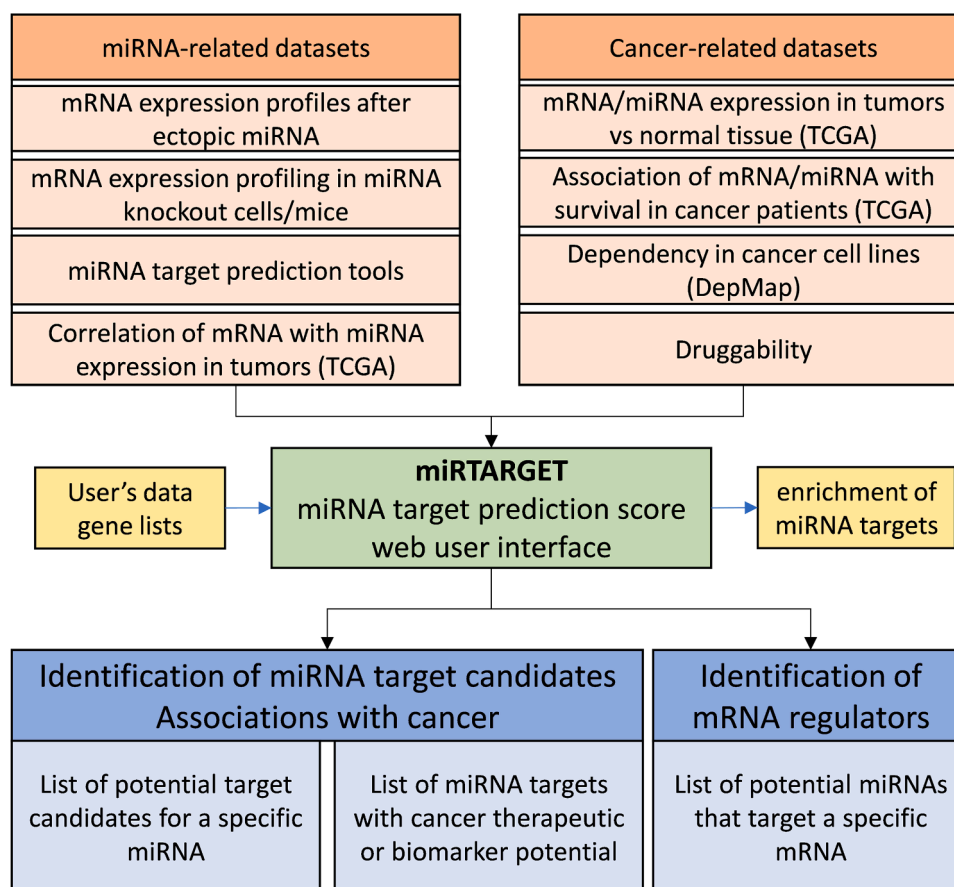 miRNA-related datasets
mRNA expression profiles after
ectopic miRNA
mRNA expression profiling in miRNA
knockout cells/mice
miRNA target prediction tools
Correlation of mRNA with miRNA
expression in tumors (TCGA)
Cancer-related datasets
mRNA/miRNA expression in tumors
vs normal tissue (TCGA)
Association of mRNA/miRNA with
survival in cancer patients (TCGA)
Dependency in cancer cell lines
(DepMap)
Druggability
User's data
gene lists
miRTARGET
miRNA target prediction score
web user interface
enrichment of
miRNA targets
Identification of miRNA target candidates
Associations with cancer
List of potential target
candidates for a specific
miRNA
List of miRNA targets
with cancer therapeutic
or biomarker potential
Identification of
mRNA regulators
List of potential miRNAs
that target a specific
mRNA